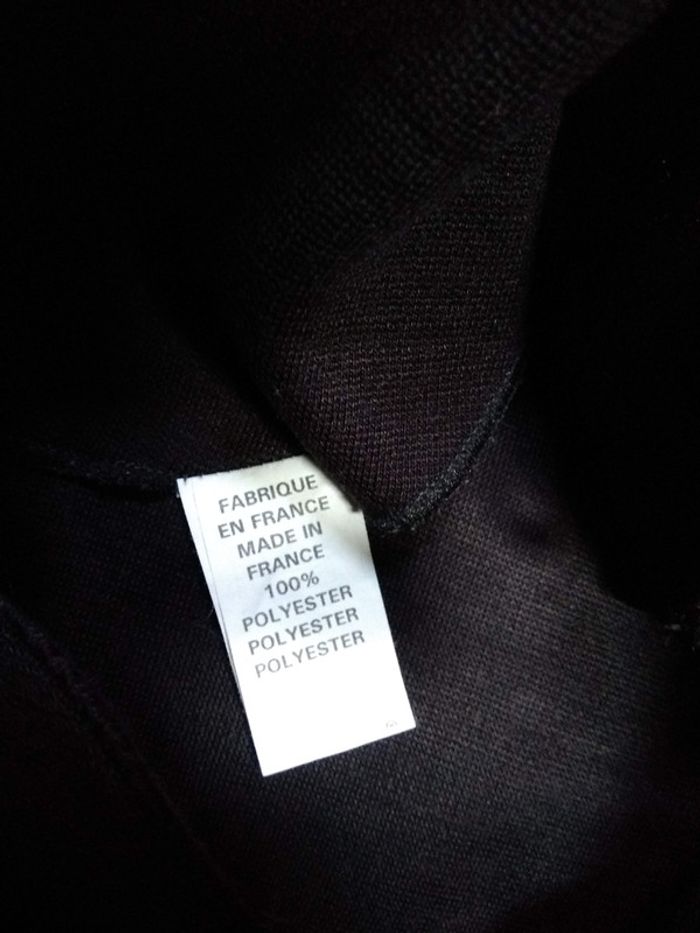 FABRIQUE
EN FRANCE
MADE IN
FRANCE
100%
POLYESTER
POLYESTER
POLYESTER